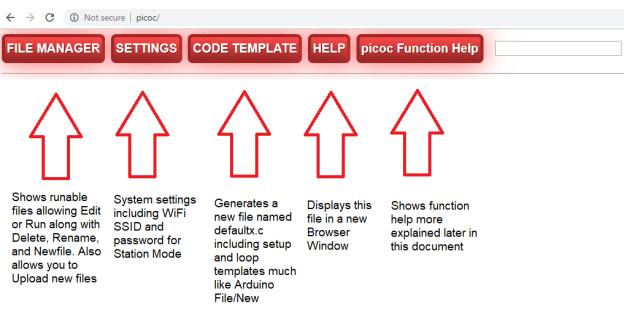 Not secure | picoc/
FILE MANAGER SETTINGS CODE TEMPLATE HELP picoc Function Help
Shows runable
files allowing Edit
or Run along with
Delete, Rename,
and Newfile. Also
allows you to
Upload new files
System settings
including WiFi
SSID and
password for
Station Mode
Generates a
new file named
defaultx.c
including setup
and loop
templates much
like Arduino
File/New
Displays this
file in a new
Browser
Window
Shows function
help more
explained later in
this document